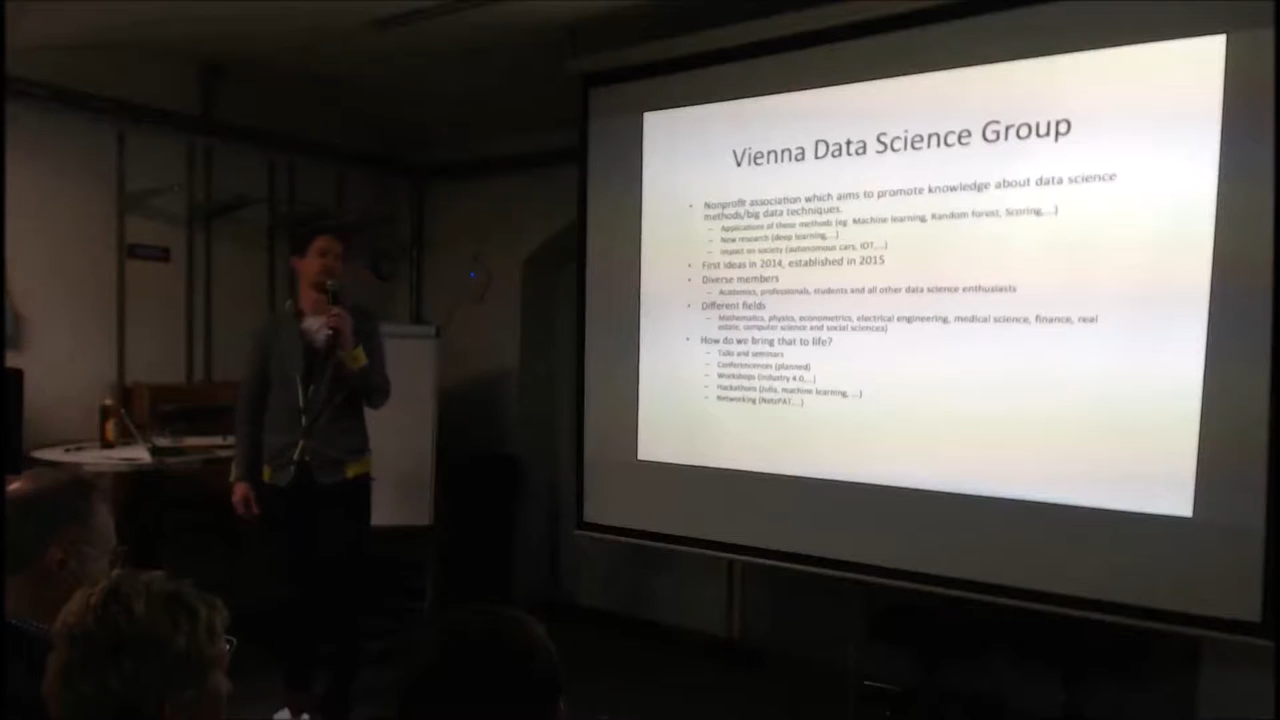 Vienna Data Science Group
• Nonprofit association which aims to promote knowledge about data science
methods/big data techniques.
– Applications of these methods (eg. Machine learning, Random forest, Scoring,...)
– New research (deep learning,...)
– Impact on society (autonomous cars, IOT,...)
• First ideas in 2014, established in 2015
• Diverse members
– Academics, professionals, students and all other data science enthusiasts
• Different fields
– Mathematics, physics, econometrics, electrical engineering, medical science, finance, real
estate, computer science and social sciences)
• How do we bring that to life?
– Talks and seminars
– Conferencences (planned)
– Workshops (Industry 4.0,...)
– Hackathons (Julia, machine learning, ...)
– Networking (NetsPAT,...)